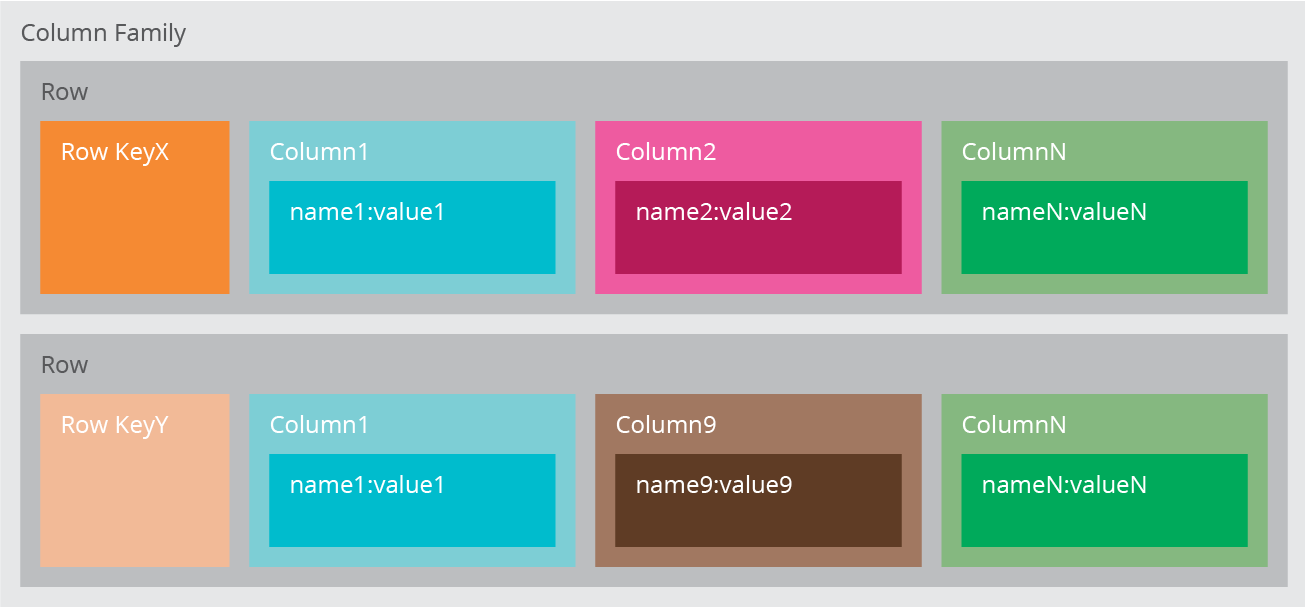 Column Family
Row
Row KeyX
Column1
name1:value1
Column2
name2:value2
ColumnN
nameN:valueN
Row
Row KeyY
Column1
name1:value1
Column9
name9:value9
ColumnN
nameN:valueN